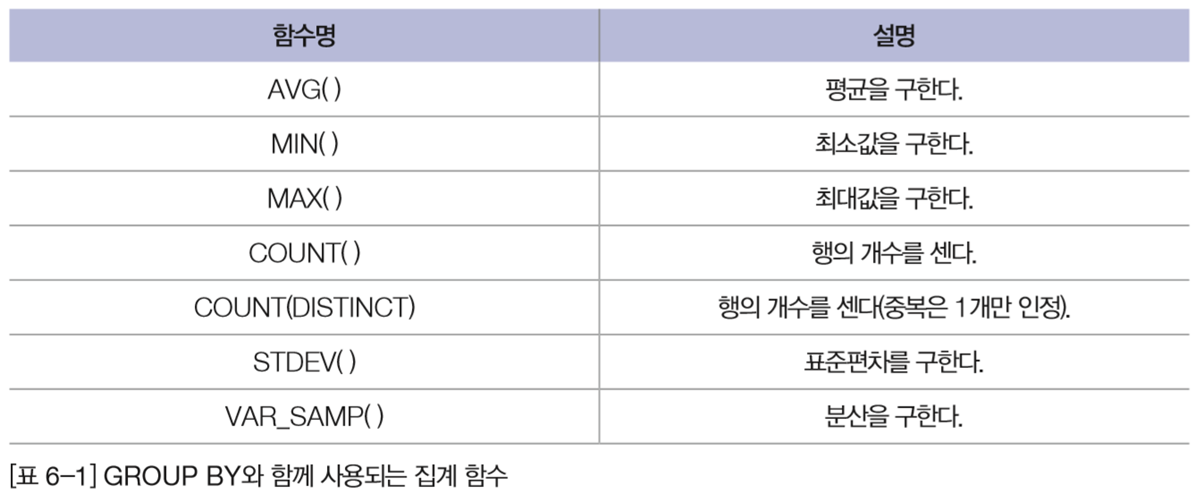 함수명 설명
AVG( ) 평균을 구한다.
MIN( ) 최소값을 구한다.
MAX( ) 최대값을 구한다.
COUNT( ) 행의 개수를 센다.
COUNT(DISTINCT) 행의 개수를 센다(중복은 1개만 인정).
STDEV( ) 표준편차를 구한다.
VAR_SAMP( ) 분산을 구한다.
[표 6-1] GROUP BY와 함께 사용되는 집계 함수